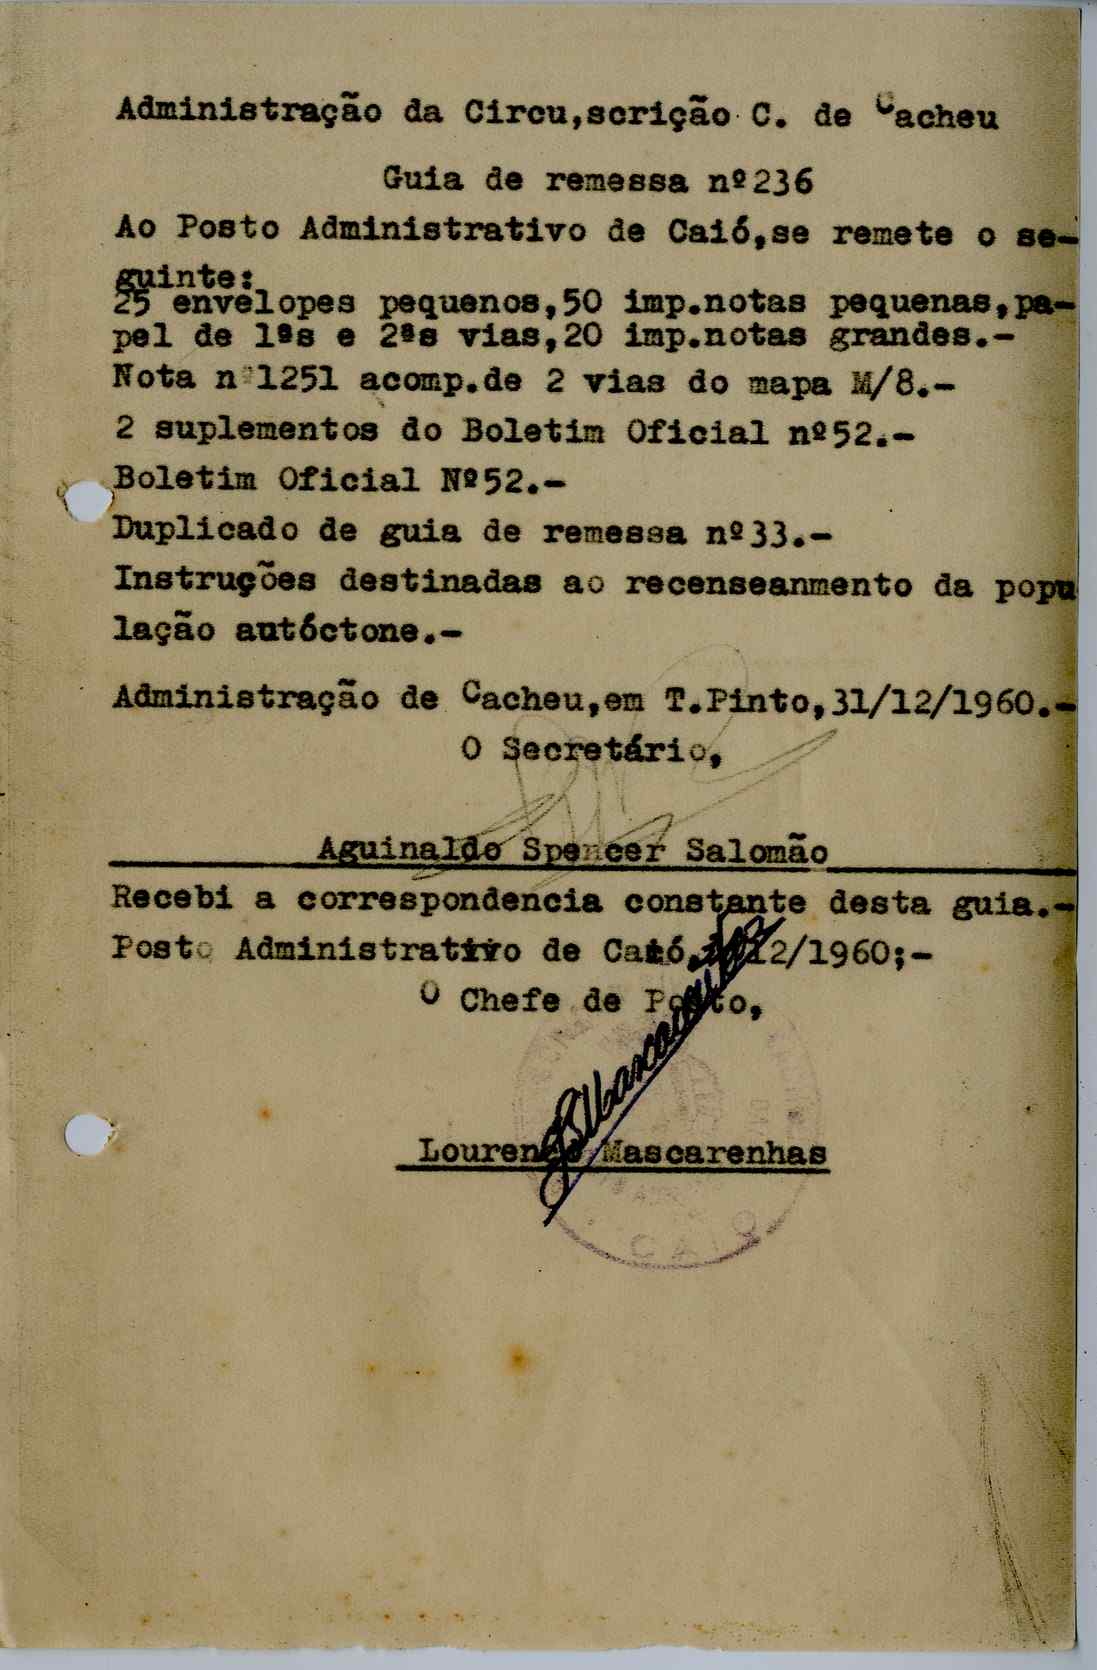 Administração da Circu,scrição C. de Cacheu
Guia de remessa nº236
Ao Posto Administrativo de Caió,se remete o se-
guinte:
25 envelopes pequenos,50 imp.notas pequenas,pa-
pel de 1ªs e 2ªs vias,20 imp.notas grandes.-
Nota nº1251 acomp.de 2 vias do mapa M/8.-
2 suplementos do Boletim Oficial nº52.-
Boletim Oficial Nº52.-
Duplicado de guia de remessa nº33.-
Instruções destinadas ao recenseanmento da popu
lação autóctone.-
Administração de Cacheu,em T.Pinto,31/12/1960.-
O Secretário,
Aguinaldo Spencer Salomão
Recebi a correspondencia constante desta guia.-
Posto Administrativo de Caió, 12/1960;-
O Chefe de Posto,
Lourenço Mascarenhas
CAIO